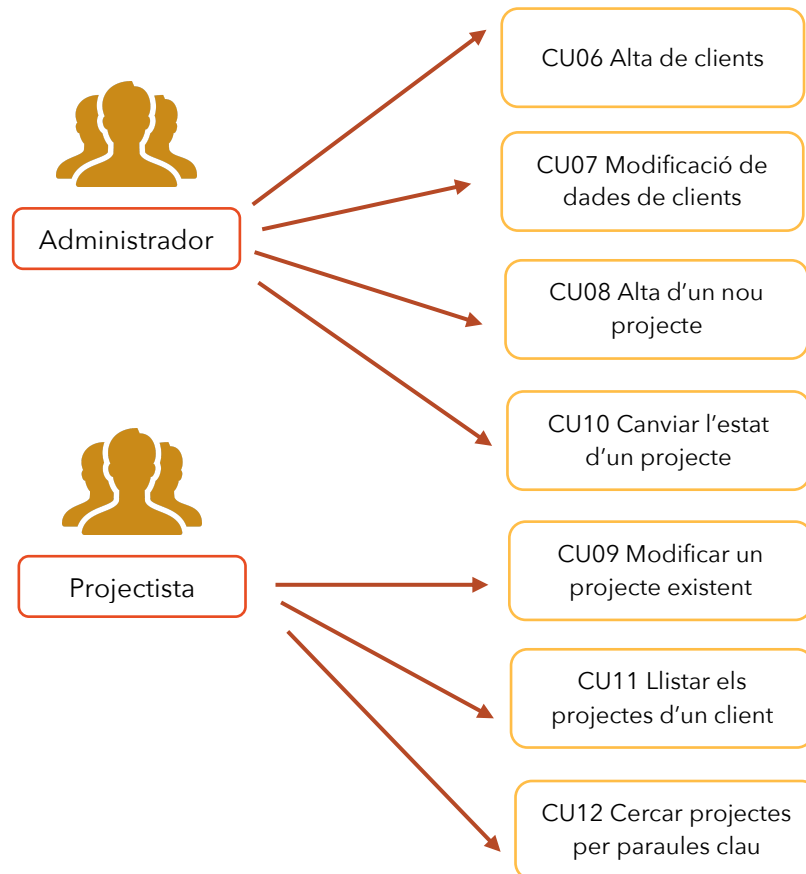 CU06 Alta de clients
CU07 Modificació de
dades de clients
Administrador
CU08 Alta d’un nou
projecte
CU10 Canviar l’estat
d’un projecte
CU09 Modificar un
projecte existent
Projectista
CU11 Llistar els
projectes d’un client
CU12 Cercar projectes
per paraules clau